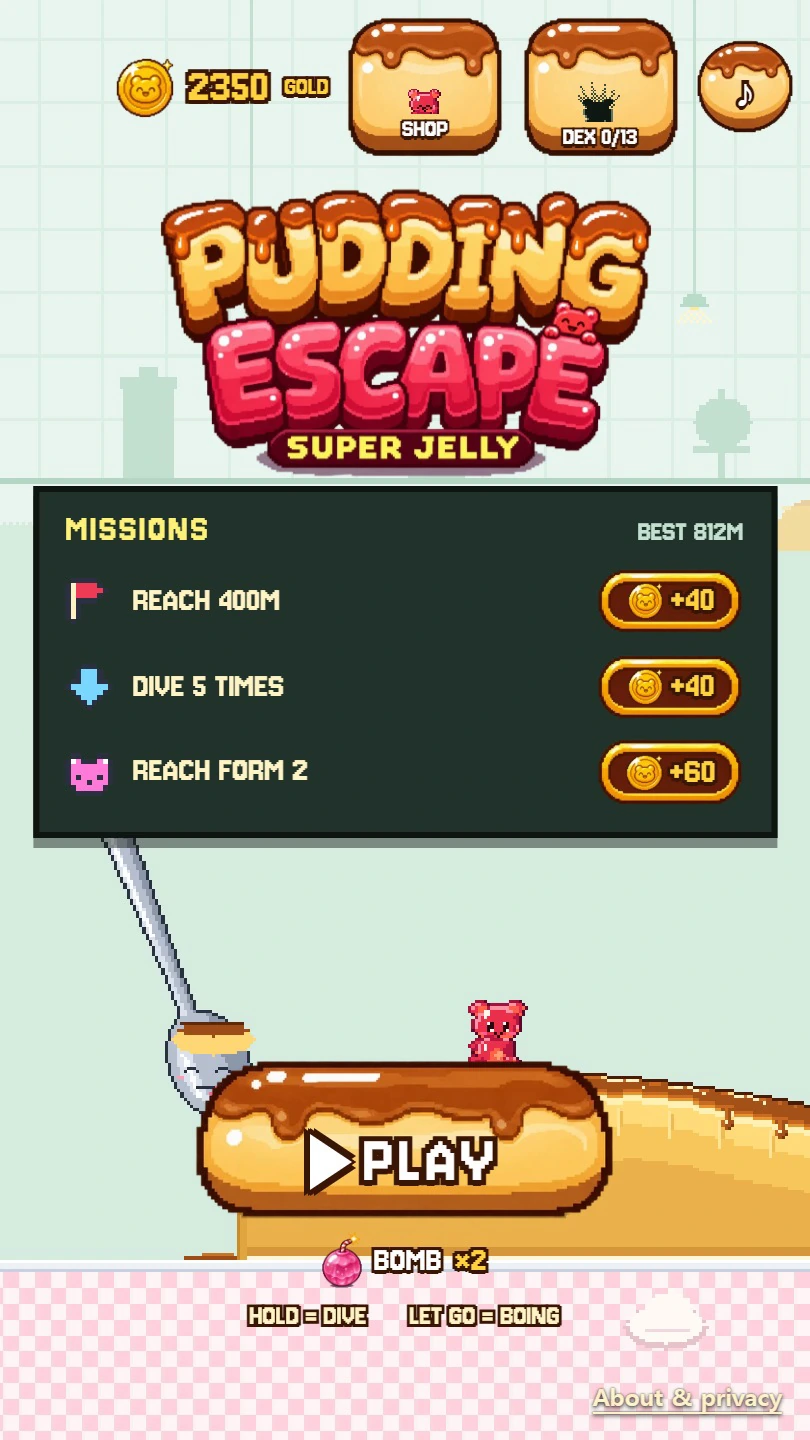 2350 GOLD
SHOP
DEX 0/13
PUDDING
ESCAPE
SUPER JELLY
MISSIONS
BEST 812M
REACH 400M
+40
DIVE 5 TIMES
+40
REACH FORM 2
+60
PLAY
BOMB ×2
HOLD = DIVE LET GO = BOING
About & privacy